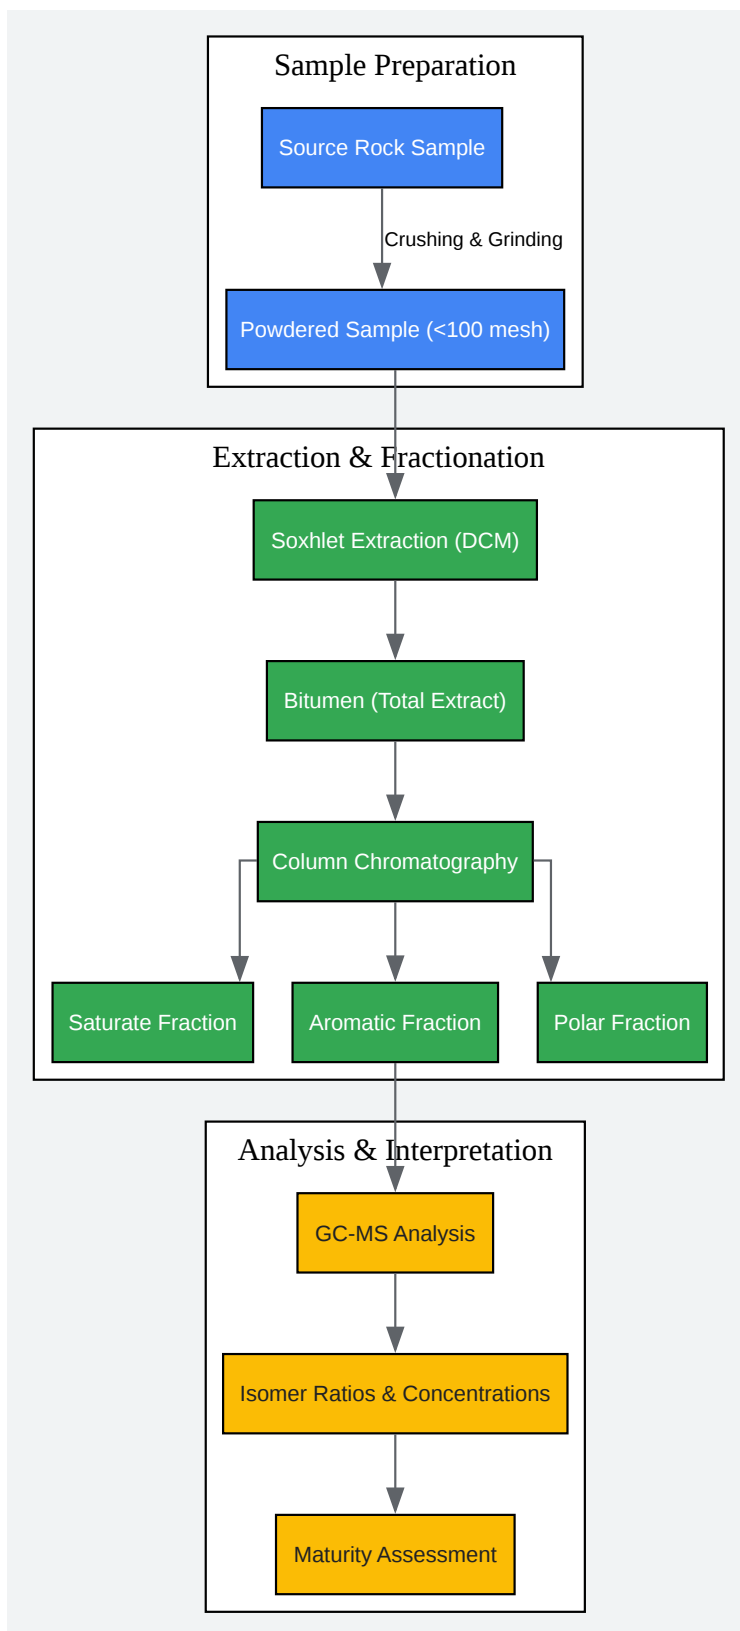 Sample Preparation
Source Rock Sample
Crushing & Grinding
Powdered Sample (<100 mesh)
Extraction & Fractionation
Soxhlet Extraction (DCM)
Bitumen (Total Extract)
Column Chromatography
Saturate Fraction
Aromatic Fraction
Polar Fraction
Analysis & Interpretation
GC-MS Analysis
Isomer Ratios & Concentrations
Maturity Assessment